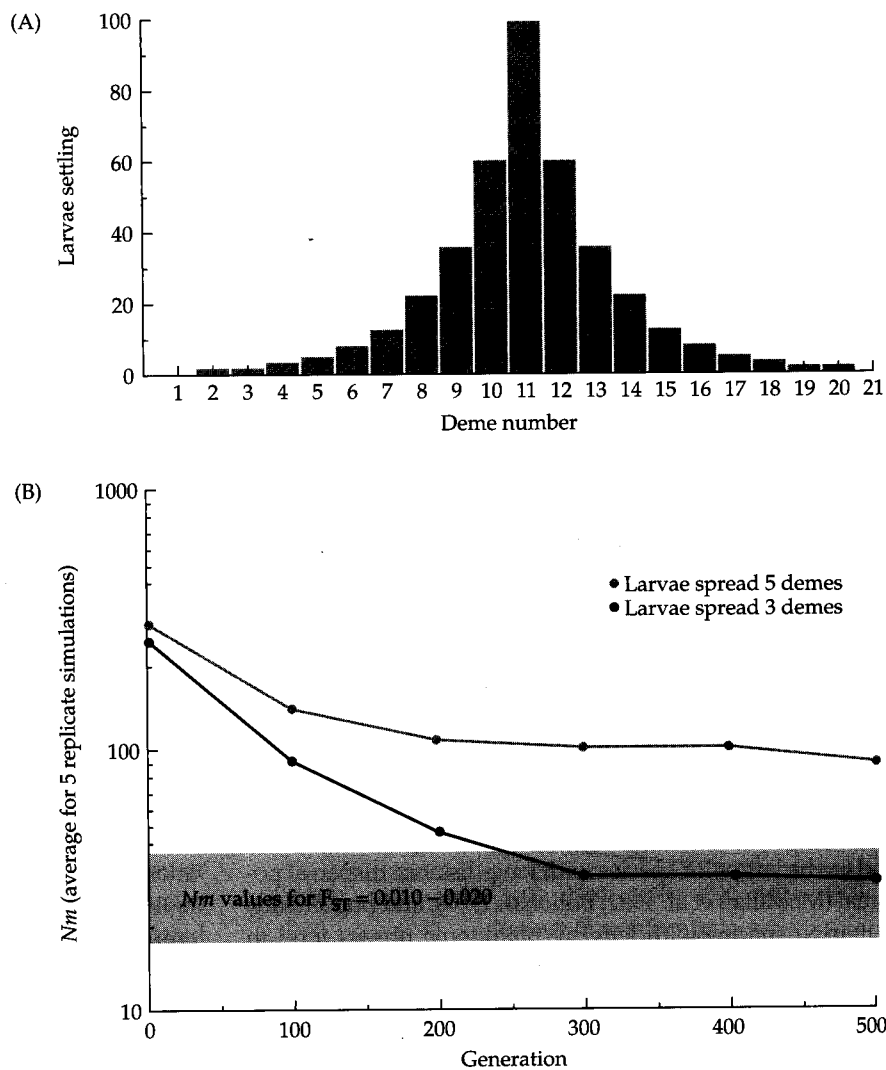 (A)
Larvae settling
100
80
60
40
20
0
1 2 3 4 5 6 7 8 9 10 11 12 13 14 15 16 17 18 19 20 21
Deme number
(B)
Nm (average for 5 replicate simulations)
1000
100
10
Larvae spread 5 demes
Larvae spread 3 demes
Nm values for FST = 0.010 – 0.020
0 100 200 300 400 500
Generation